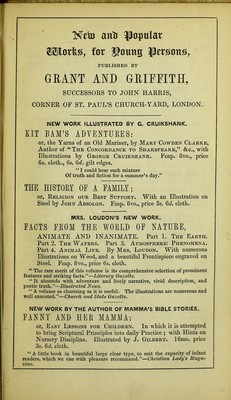 New and Popular
Works, for Young Persons,
PUBLISHED BY
GRANT AND GRIFFITH,
SUCCESSORS TO JOHN HARRIS,
CORNER OF ST. PAUL'S CHURCH-YARD, LONDON.
NEW WORK ILLUSTRATED BY G. CRUIKSHANK.
KIT BAM'S ADVENTURES:
or, the Yarns of an Old Mariner, by MARY COWDEN CLARKE,
Author of "THE CONCORDANCE TO SHAKSPEARE," &c., with
Illustrations by GEORGE CRUIKSHANK. Fcap. 8vo., price
6s. cloth., 6s. 6d. gilt edges.
"I could hear such mixture
Of truth and fiction for a summer's day."
THE HISTORY OF A FAMILY;
or, RELIGION OUR BEST SUPPORT. With an Illustration on
Steel by JOHN ABSOLON. Fcap. 8vo., price 3s. 6d. cloth.
MRS. LOUDON'S NEW WORK.
FACTS FROM THE WORLD OF NATURE,
ANIMATE AND INANIMATE. Part 1. THE EARTH.
Part 2. THE WATERS. Part 3. ATMOSPHERIC PHENOMENA.
Part 4. ANIMAL LIFE. By MRS. LOUDON. With numerous
Illustrations on Wood, and a beautiful Frontispiece engraved on
Steel. Fcap. 8vo., price 6s. cloth.
"The rare merit of this volume is its comprehensive selection of prominent
features and striking facts."—Literary Gazette.
"It abounds with adventure and lively narrative, vivid description, and
poetic truth."—Illustrated News.
"A volume as charming as it is useful. The illustrations are numerous and
well executed."—Church and State Gazette.
NEW WORK BY THE AUTHOR OF MAMMA'S BIBLE STORIES.
FANNY AND HER MAMMA;
or, EASY LESSONS FOR CHILDREN. In which it is attempted
to bring Scriptural Principles into daily Practice; with Hints on
Nursery Discipline. Illustrated by J. GILBERT. 16mo. price
3s. 6d. cloth.
"A little book in beautiful large clear type, to suit the capacity of infant
readers, which we can with pleasure recommend."—Christian Lady's Maga-
zine.